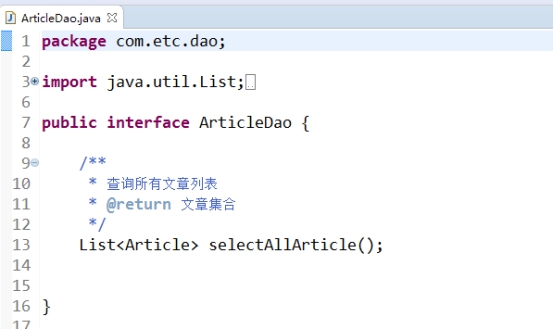 ArticleDao.java
1 package com.etc.dao;
2
3 import java.util.List;
6
7 public interface ArticleDao {
8
9 /**
10 * 查询所有文章列表
11 * @return 文章集合
12 */
13 List<Article> selectAllArticle();
14
15
16 }
17